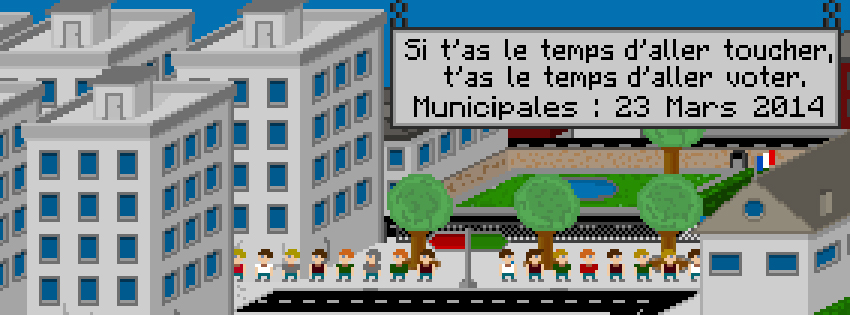 Si t'as le temps d'aller toucher,
t'as le temps d'aller voter.
Municipales : 23 Mars 2014